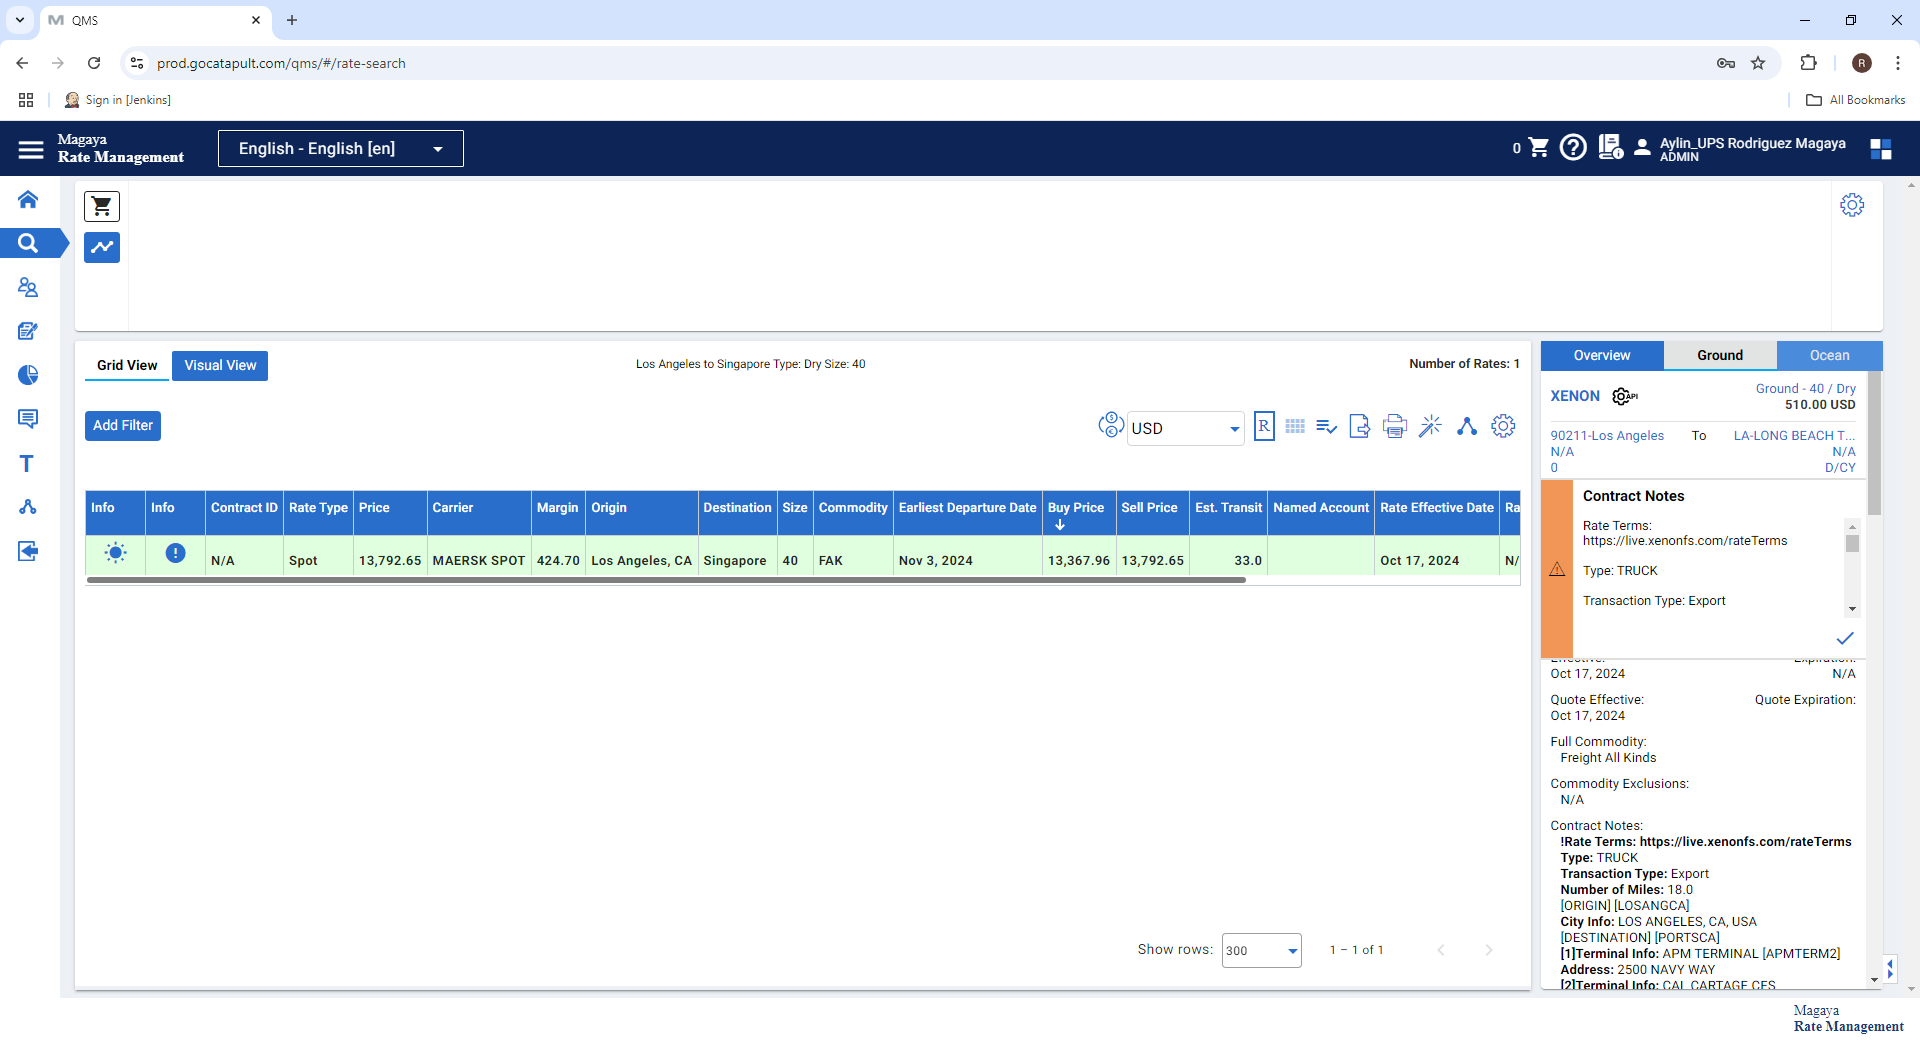 QMS
prod.gocatapult.com/qms/#/rate-search
R
Sign in [Jenkins]
All Bookmarks
Magaya
Rate Management
English - English [en]
0
Aylin_UPS Rodriguez Magaya
ADMIN
Grid View
Visual View
Los Angeles to Singapore Type: Dry Size: 40
Number of Rates: 1
Add Filter
USD
R
Info Info Contract ID Rate Type Price Carrier Margin Origin Destination Size Commodity Earliest Departure Date Buy Price Sell Price Est. Transit Named Account Rate Effective Date Ra
N/A Spot 13,792.65 MAERSK SPOT 424.70 Los Angeles, CA Singapore 40 FAK Nov 3, 2024 13,367.96 13,792.65 33.0 Oct 17, 2024 N/
Show rows: 300 1 – 1 of 1
Overview Ground Ocean
XENON API Ground - 40 / Dry
510.00 USD
90211-Los Angeles To LA-LONG BEACH T...
N/A N/A
0 D/CY
Contract Notes
Rate Terms:
https://live.xenonfs.com/rateTerms
Type: TRUCK
Transaction Type: Export
Effective: Expiration:
Oct 17, 2024 N/A
Quote Effective: Quote Expiration:
Oct 17, 2024
Full Commodity:
Freight All Kinds
Commodity Exclusions:
N/A
Contract Notes:
!Rate Terms: https://live.xenonfs.com/rateTerms
Type: TRUCK
Transaction Type: Export
Number of Miles: 18.0
[ORIGIN] [LOSANGCA]
City Info: LOS ANGELES, CA, USA
[DESTINATION] [PORTSCA]
[1]Terminal Info: APM TERMINAL [APMTERM2]
Address: 2500 NAVY WAY
[2]Terminal Info: CAL CARTAGE CFS
Magaya
Rate Management